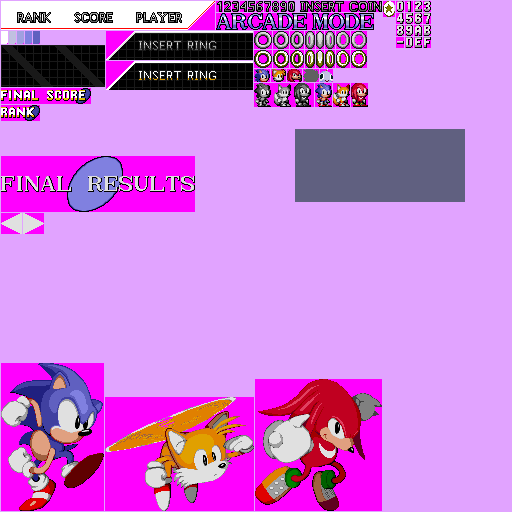 RANK SCORE PLAYER
1234567890 INSERT COIN
ARCADE MODE
0123
4567
89AB
-DEF
INSERT RING
INSERT RING
FINAL SCORE
RANK
FINAL RESULTS